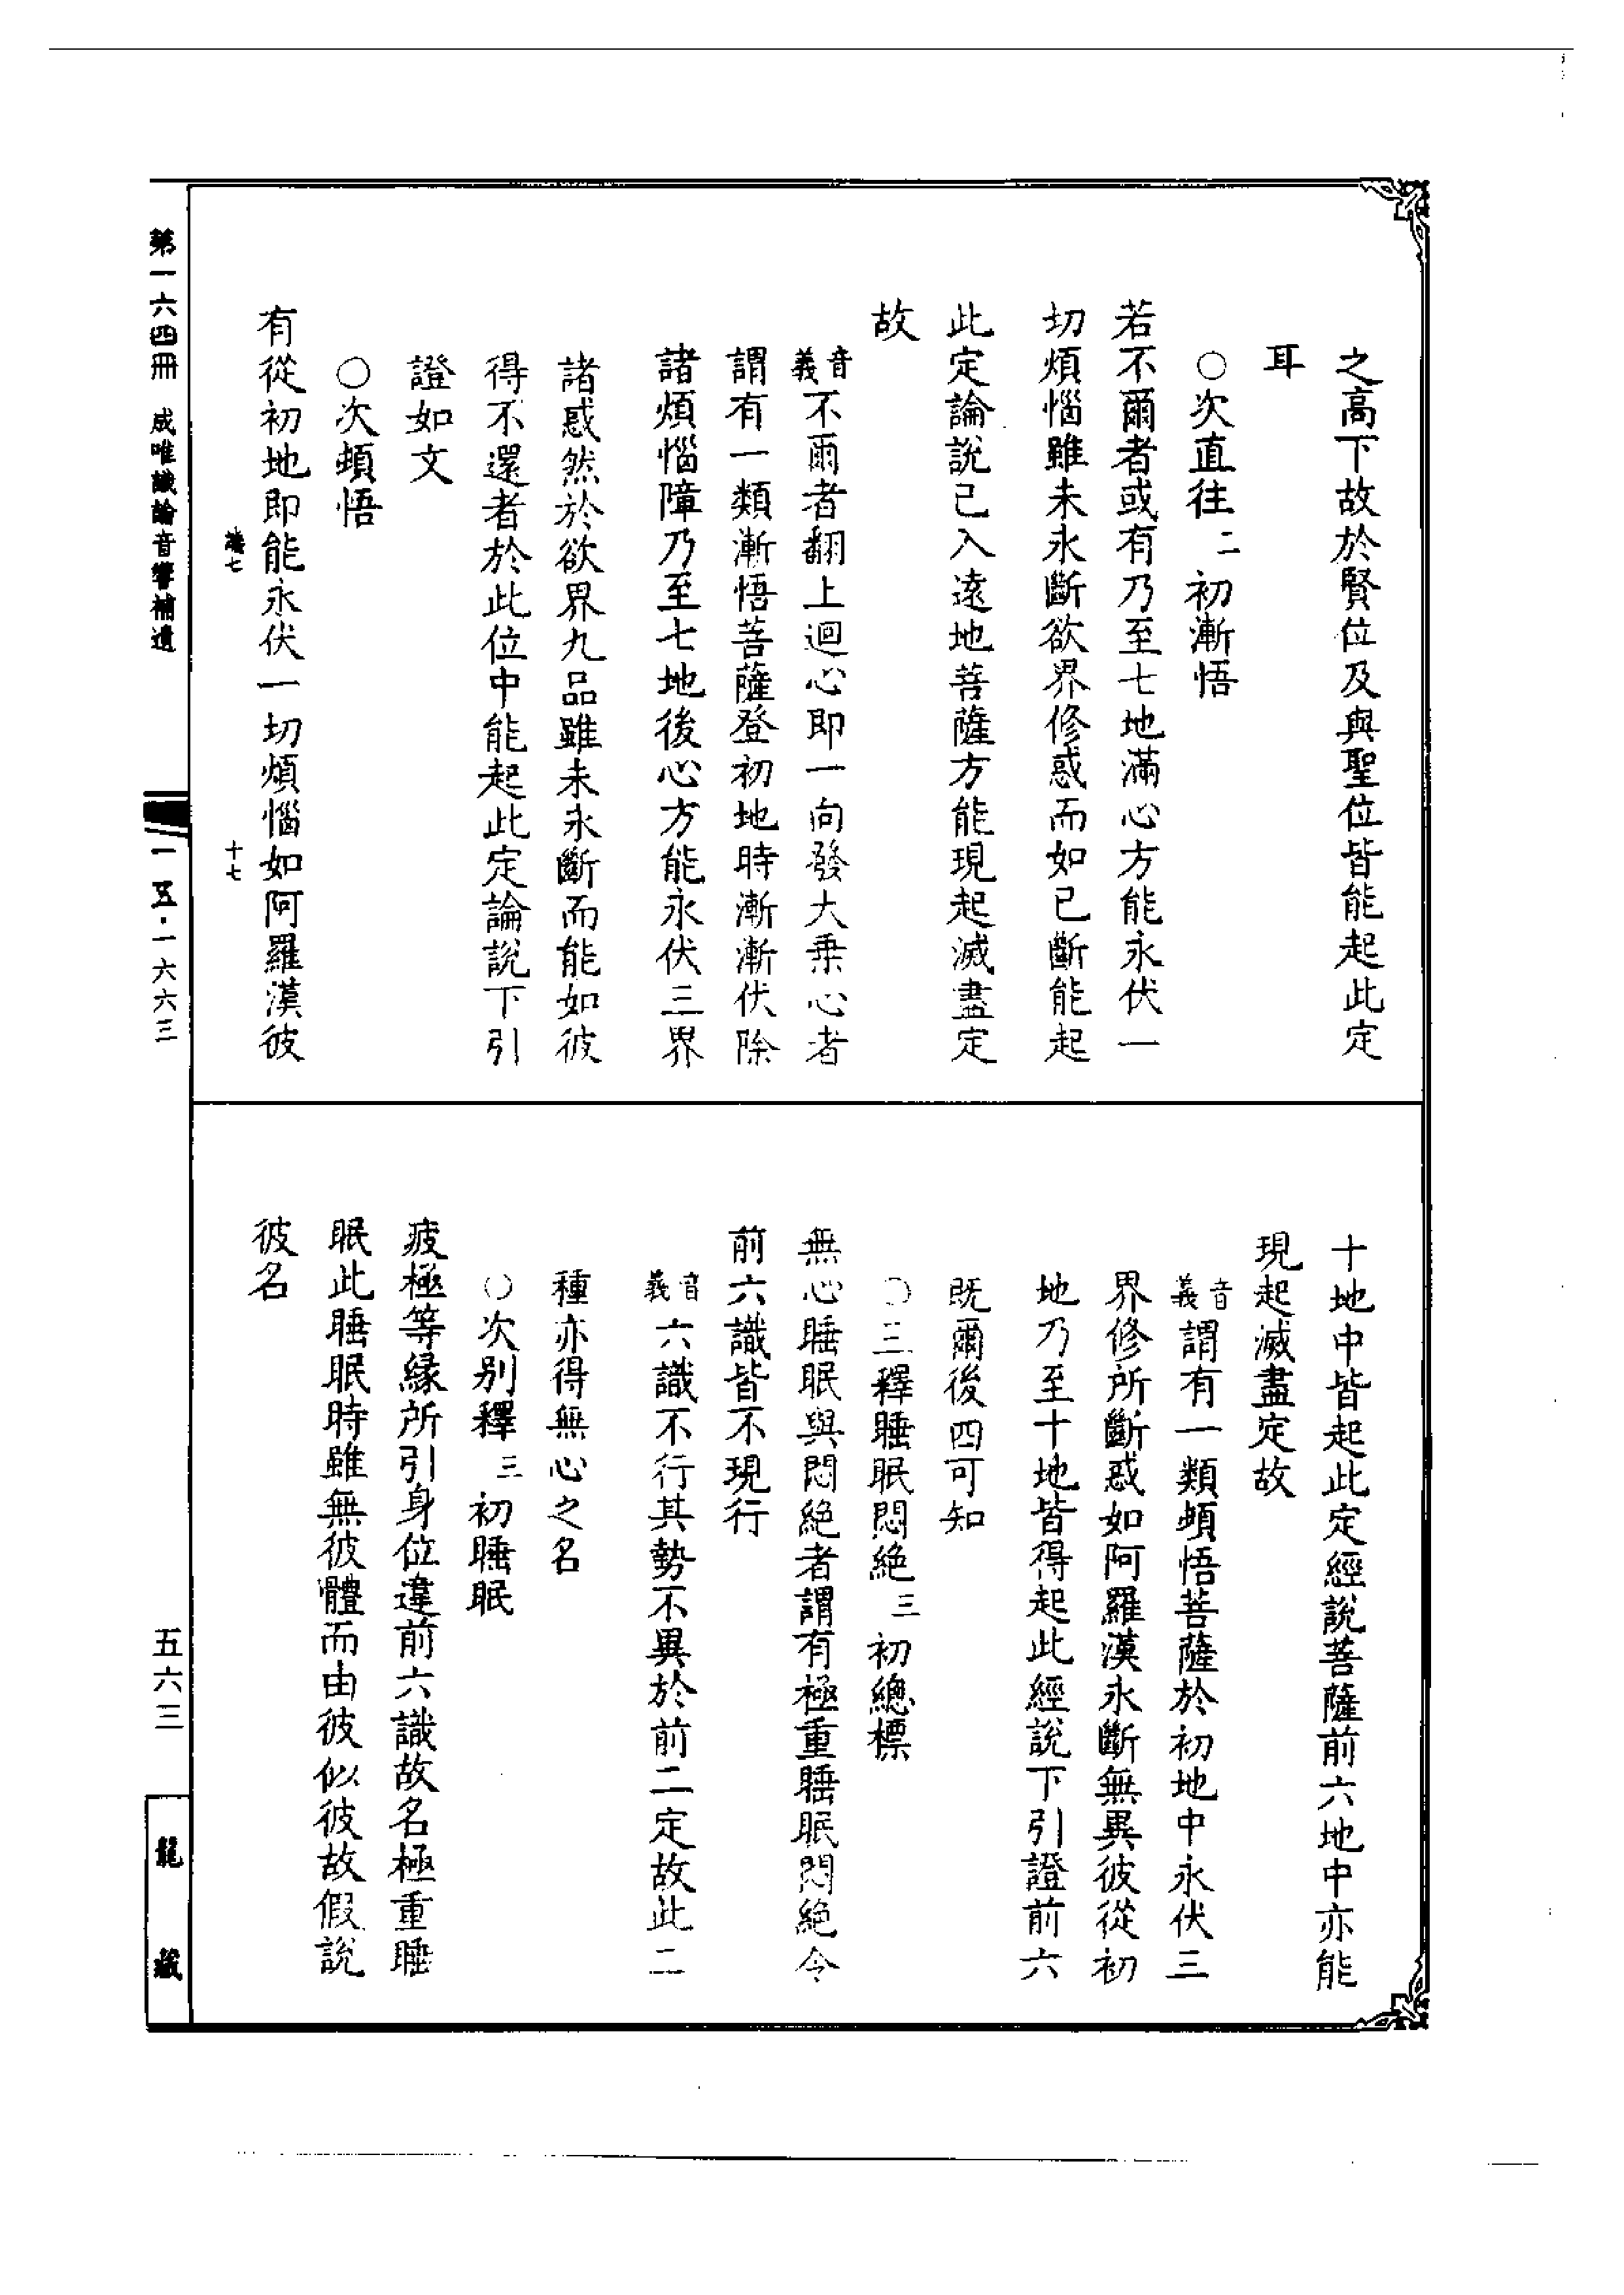 之高下故於賢位及與聖位皆能起此定
耳
○次直往二初漸悟
若不爾者或有乃至七地滿心方能永伏一
切煩惱雖未永斷欲界修惑而如已斷能起
此定論說已入遠地菩薩方能現起滅盡定
故
音義不爾者翻上迴心即一向發大乗心者
謂有一類漸悟菩薩登初地時漸漸伏除
諸煩惱障乃至七地後心方能永伏三界
諸惑然於欲界九品雖未永斷而能如彼
得不還者於此位中能起此定論說下引
證如文
○次頓悟
有從初地即能永伏一切煩惱如阿羅漢彼
十七
十地中皆起此定經說菩薩前六地中亦能
現起滅盡定故
音義謂有一類頓悟菩薩於初地中永伏三
界修所斷惑如阿羅漢永斷無異彼從初
地乃至十地皆得起此經說下引證前六
既爾後四可知
○三釋睡眠悶絕三初總標
無心睡眠與悶絕者謂有極重睡眠悶絕令
前六識皆不現行
音義六識不行其勢不異於前二定故此二
種亦得無心之名
○次別釋三初睡眠
疲極等緣所引身位違前六識故名極重睡
眠此睡眠時雖無彼體而由彼似彼故假說
彼名
第一六四冊 成唯識論音響補遺
一五·一六六三
五六三
龍藏